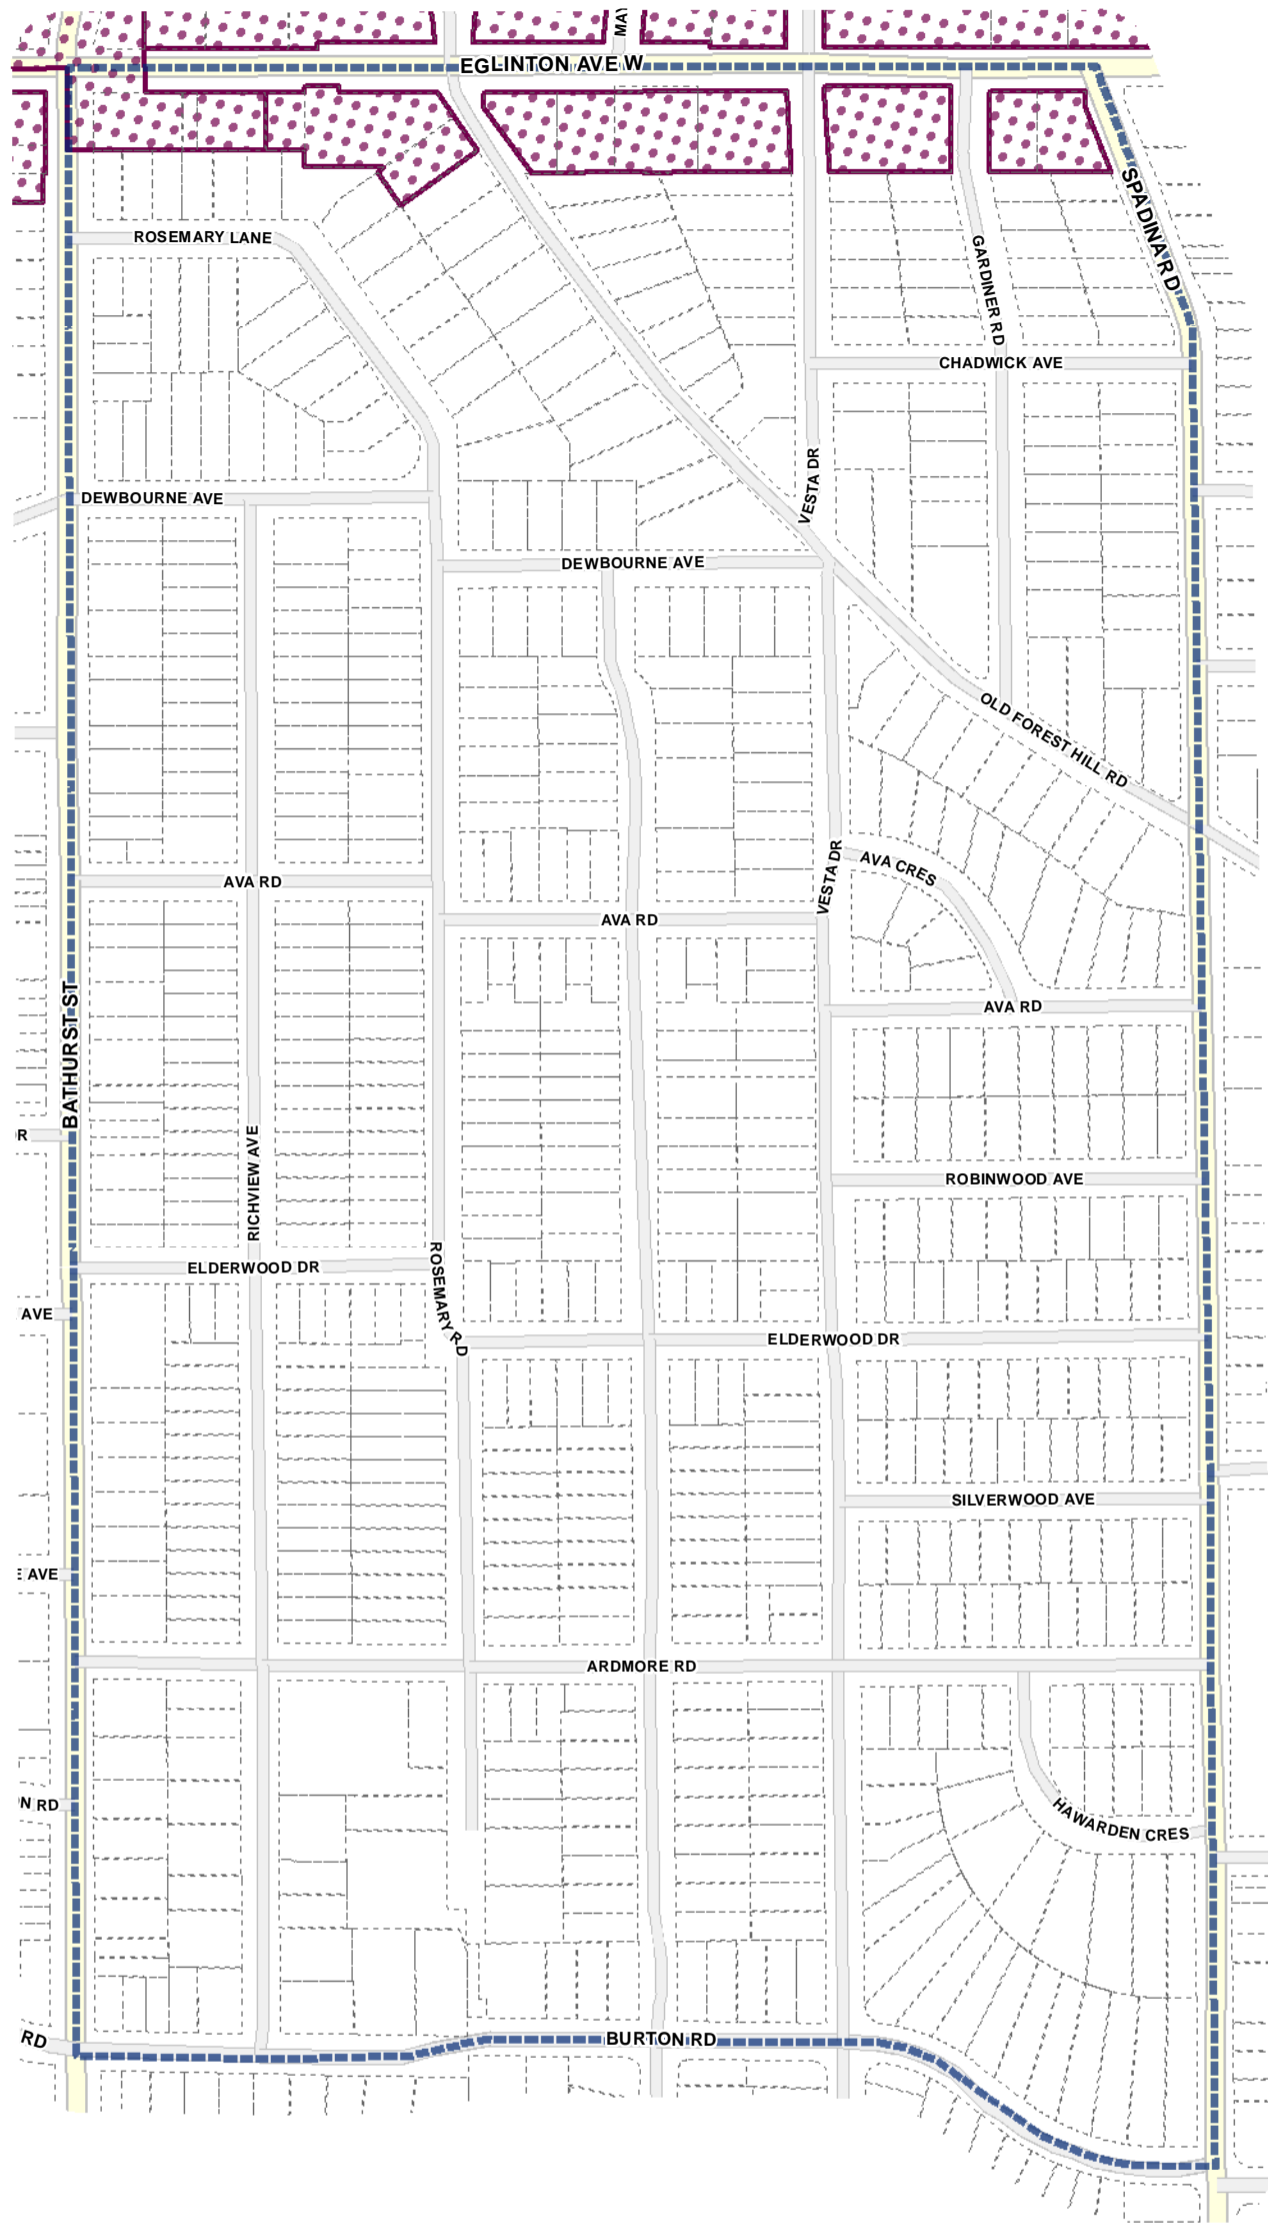 MAY
EGLINTON AVE W
SPADINA RD
ROSEMARY LANE
GARDINER RD
CHADWICK AVE
VESTA DR
DEWBOURNE AVE
DEWBOURNE AVE
OLD FOREST HILL RD
VESTA DR
AVA CRES
AVA RD
AVA RD
AVA RD
BATHURST ST
R
RICHVIEW AVE
ROBINWOOD AVE
ELDERWOOD DR
ROSEMARY RD
AVE
ELDERWOOD DR
SILVERWOOD AVE
E AVE
ARDMORE RD
N RD
HAWARDEN CRES
RD
BURTON RD